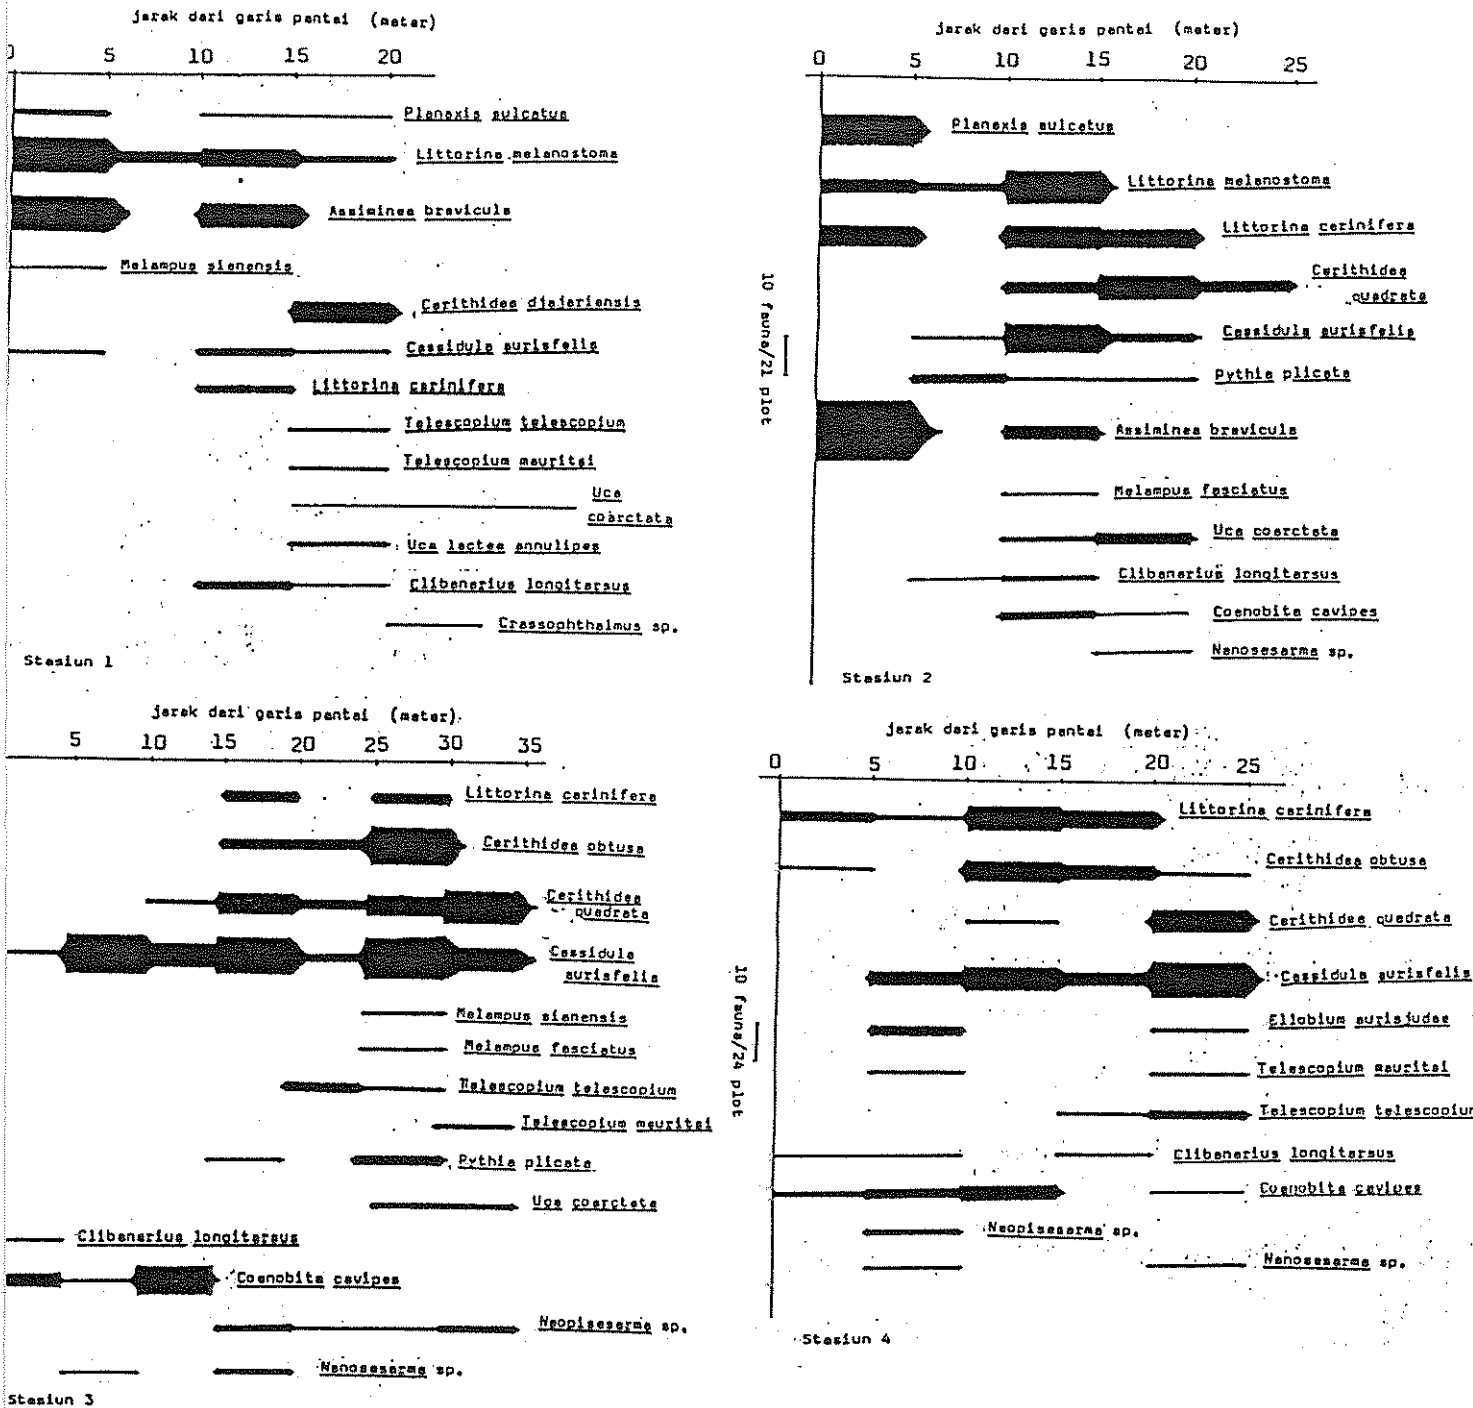 jarak dari garis pantai (meter)
0 5 10 15 20
Planaxis sulcatus
Littorina melanostoma
Assiminea brevicula
Melampus sianensis
Cerithidea djajariensis
Cassidula aurisfelis
Littorina carinifera
Telescopium telescopium
Telescopium mauritsi
Uca
coarctata
Uca lactea annulipes
Clibanarius longitarsus
Crassophthalmus sp.
Stasiun 1
jarak dari garis pantai (meter)
0 5 10 15 20 25
Planaxis sulcatus
Littorina melanostoma
Littorina carinifera
Cerithidea
quadrata
Cassidula aurisfelis
Pythia plicata
Assiminea brevicula
Melampus fasciatus
Uca coarctata
Clibanarius longitarsus
Coenobita cavipes
Nanosesarma sp.
Stasiun 2
10 fauna/21 plot
jarak dari garis pantai (meter)
5 10 15 20 25 30 35
Littorina carinifera
Cerithidea obtusa
Cerithidea
quadrata
Cassidula
aurisfelis
Melampus sianensis
Melampus fasciatus
Telescopium telescopium
Telescopium mauritsi
Pythia plicata
Uca coarctata
Clibanarius longitarsus
Coenobita cavipes
Neopisesarma sp.
Nanosesarma sp.
Stasiun 3
10 fauna/24 plot
jarak dari garis pantai (meter)
0 5 10 15 20 25
Littorina carinifera
Cerithidea obtusa
Cerithidea quadrata
Cassidula aurisfelis
Ellobium aurisjudae
Telescopium mauritsi
Telescopium telescopium
Clibanarius longitarsus
Coenobita cavipes
Neopisesarma sp.
Nanosesarma sp.
Stasiun 4